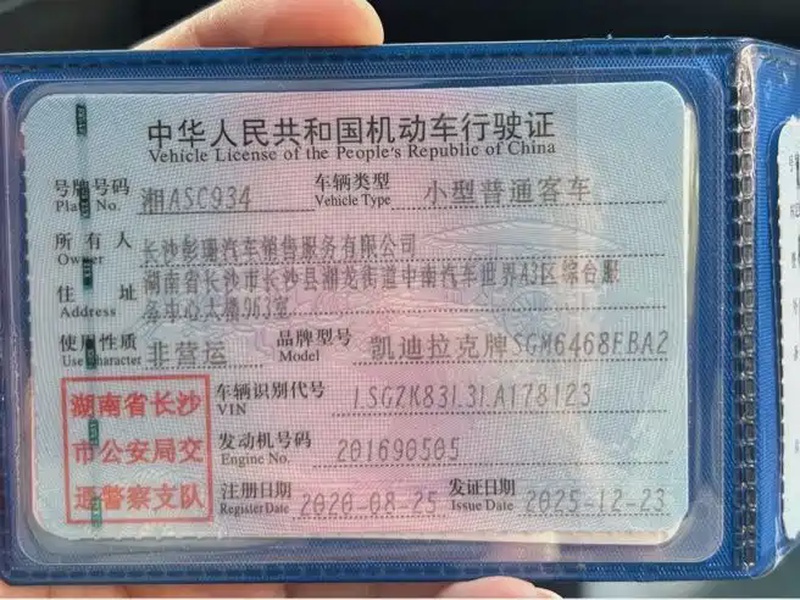 中华人民共和国机动车行驶证
Vehicle License of the People's Republic of China
号牌号码 湘ASC934 车辆类型 小型普通客车
Plate No. Vehicle Type
所有人 长沙彭珊汽车销售服务有限公司
Owner
住址 湖南省长沙市长沙县湘龙街道中南汽车世界A3区综合服
Address 务中心大楼963室
使用性质 非营运 品牌型号 凯迪拉克牌SGM6468FBA2
Use Character Model
湖南省长沙
市公安局交
通警察支队
车辆识别代号 LSGZK83L3LA178123
VIN
发动机号码 201690505
Engine No.
注册日期 2020-08-25 发证日期 2025-12-23
Register Date Issue Date